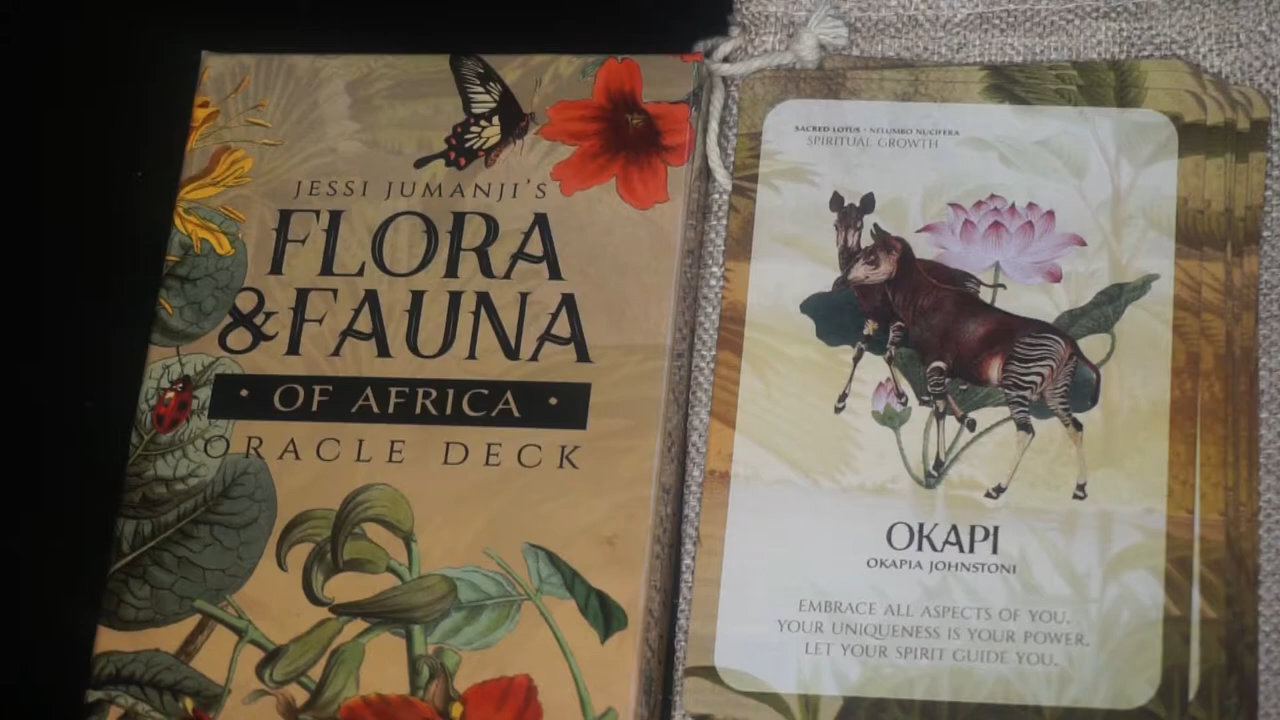 JESSI JUMANJI'S
FLORA
& FAUNA
• OF AFRICA •
ORACLE DECK
SACRED LOTUS • NELUSIBO NUCIFERA
SPIRITUAL GROWTH
OKAPI
OKAPIA JOHNSTONI
EMBRACE ALL ASPECTS OF YOU.
YOUR UNIQUENESS IS YOUR POWER.
LET YOUR SPIRIT GUIDE YOU.